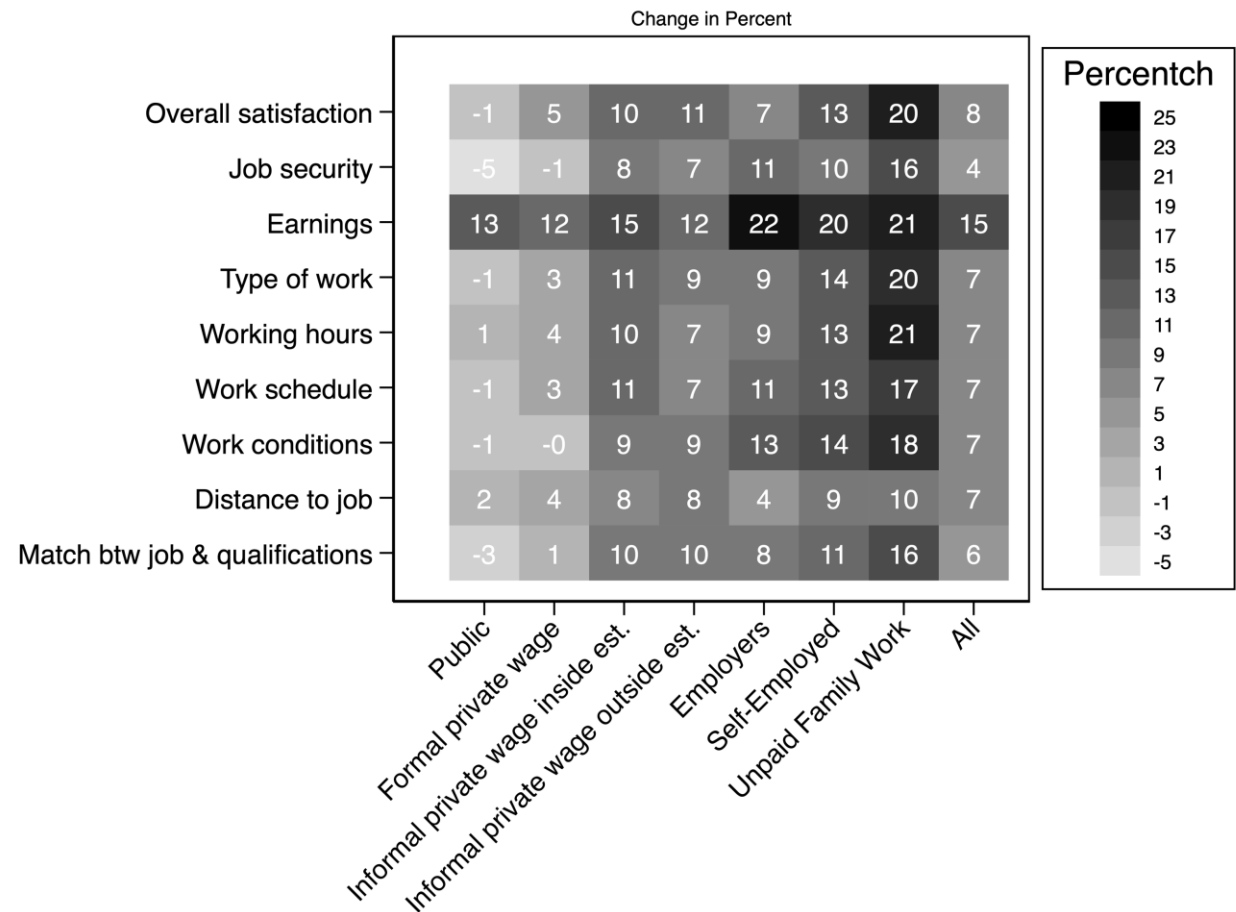 Change in Percent
Overall satisfaction -1 5 10 11 7 13 20 8
Job security -5 -1 8 7 11 10 16 4
Earnings 13 12 15 12 22 20 21 15
Type of work -1 3 11 9 9 14 20 7
Working hours 1 4 10 7 9 13 21 7
Work schedule -1 3 11 7 11 13 17 7
Work conditions -1 -0 9 9 13 14 18 7
Distance to job 2 4 8 8 4 9 10 7
Match btw job & qualifications -3 1 10 10 8 11 16 6
Public
Formal private wage
Informal private wage inside est.
Informal private wage outside est.
Employers
Self-Employed
Unpaid Family Work
All
Percentch
25
23
21
19
17
15
13
11
9
7
5
3
1
-1
-3
-5